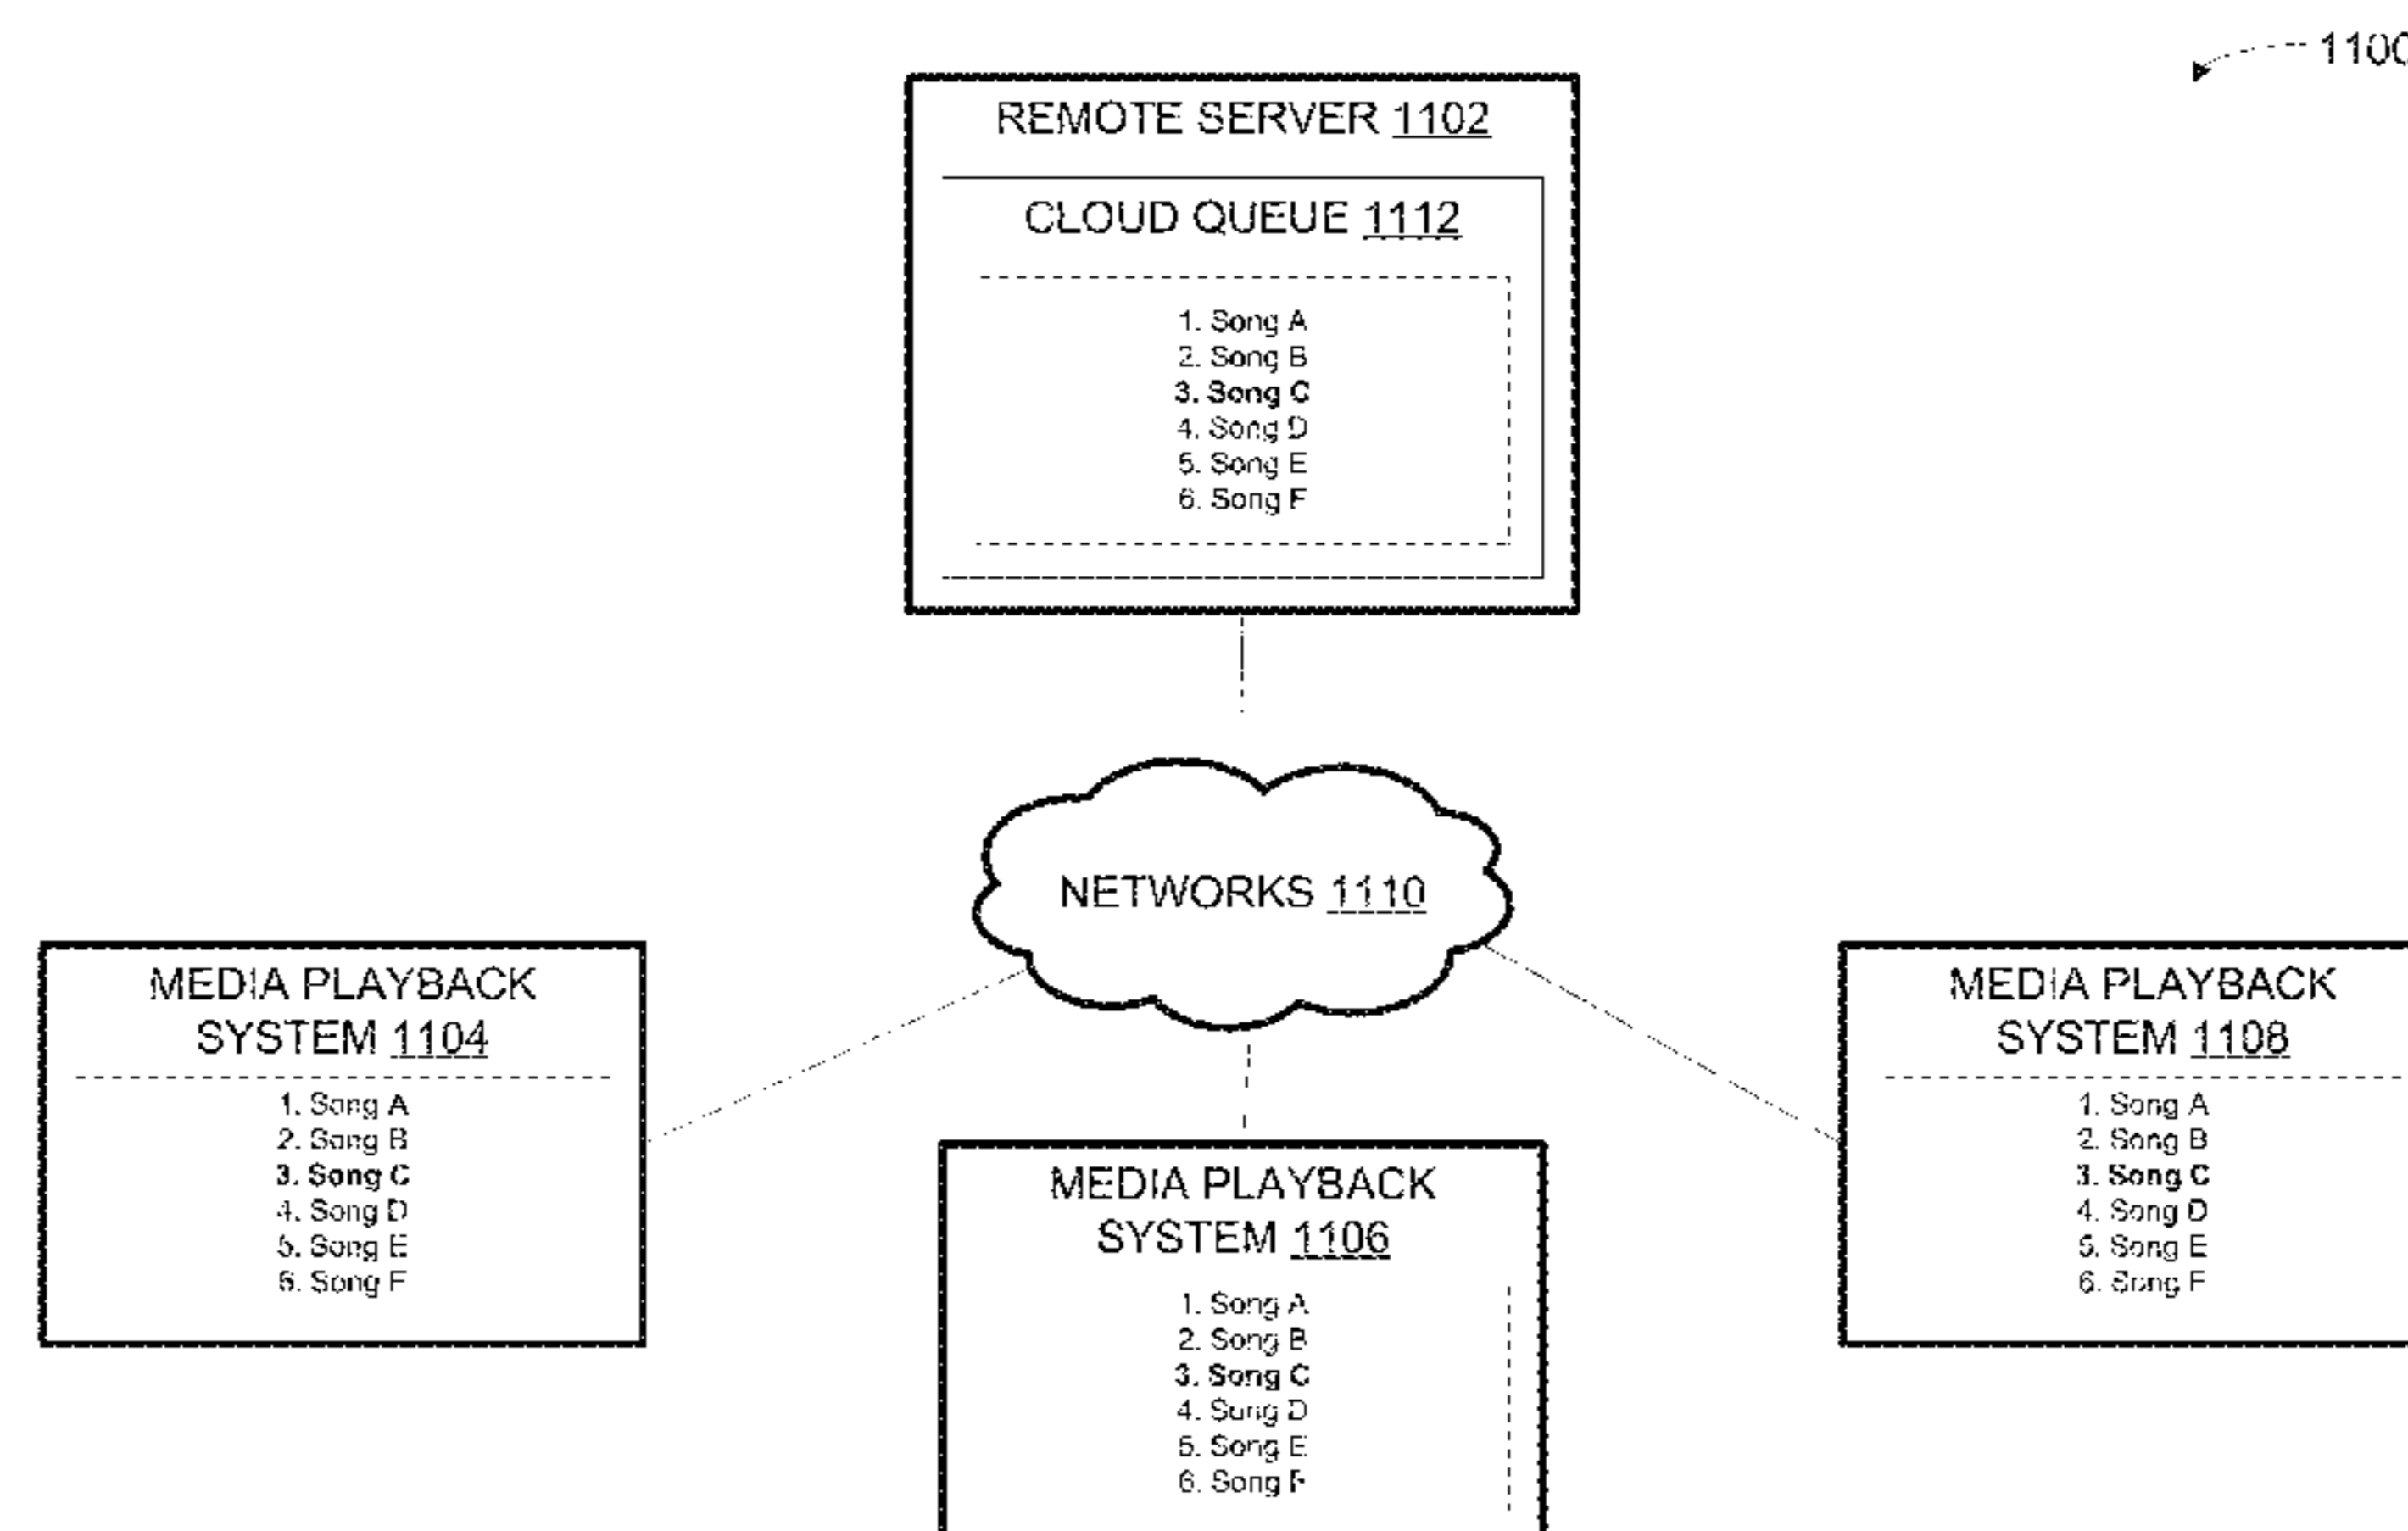 1100
REMOTE SERVER 1102
CLOUD QUEUE 1112
1. Song A
2. Song B
3. Song C
4. Song D
5. Song E
6. Song F
NETWORKS 1110
MEDIA PLAYBACK
SYSTEM 1104
1. Song A
2. Song B
3. Song C
4. Song D
5. Song E
6. Song F
MEDIA PLAYBACK
SYSTEM 1106
1. Song A
2. Song B
3. Song C
4. Song D
5. Song E
6. Song F
MEDIA PLAYBACK
SYSTEM 1108
1. Song A
2. Song B
3. Song C
4. Song D
5. Song E
6. Song F